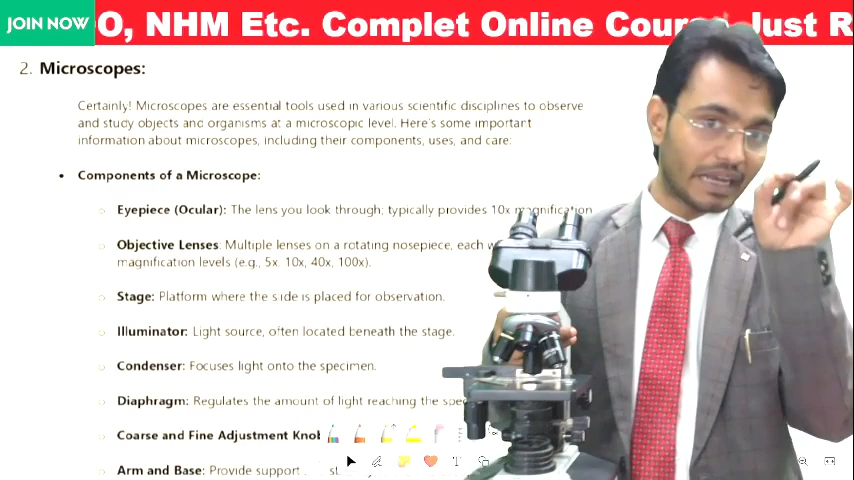 JOIN NOW
O, NHM Etc. Complet Online Course Just R
2. Microscopes:
Certainly! Microscopes are essential tools used in various scientific disciplines to observe
and study objects and organisms at a microscopic level. Here's some important
information about microscopes, including their components, uses, and care:
• Components of a Microscope:
○ Eyepiece (Ocular): The lens you look through; typically provides 10x magnification
○ Objective Lenses: Multiple lenses on a rotating nosepiece, each
magnification levels (e.g., 5x, 10x, 40x, 100x).
○ Stage: Platform where the slide is placed for observation.
○ Illuminator: Light source, often located beneath the stage.
○ Condenser: Focuses light onto the specimen.
○ Diaphragm: Regulates the amount of light reaching the
○ Coarse and Fine Adjustment
○ Arm and Base: Provide support